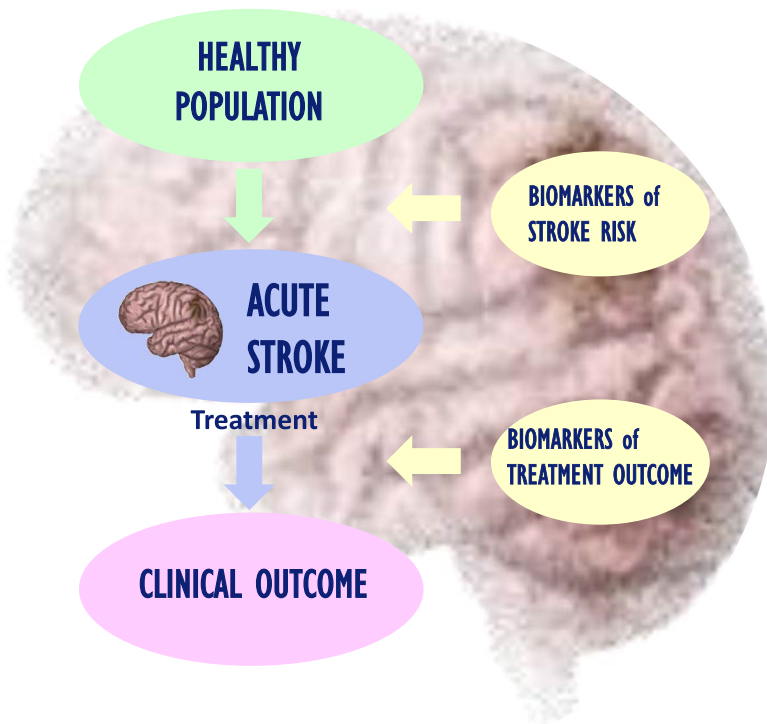 HEALTHY
POPULATION
BIOMARKERS of
STROKE RISK
ACUTE
STROKE
Treatment
BIOMARKERS of
TREATMENT OUTCOME
CLINICAL OUTCOME